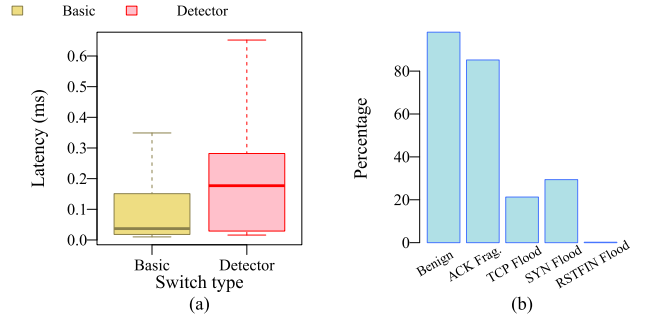 Basic Detector
Latency (ms)
0.6
0.5
0.4
0.3
0.2
0.1
0.0
Basic Detector
Switch type
(a)
Percentage
80
60
40
20
0
Benign
ACK Frag.
TCP Flood
SYN Flood
RSTFIN Flood
(b)